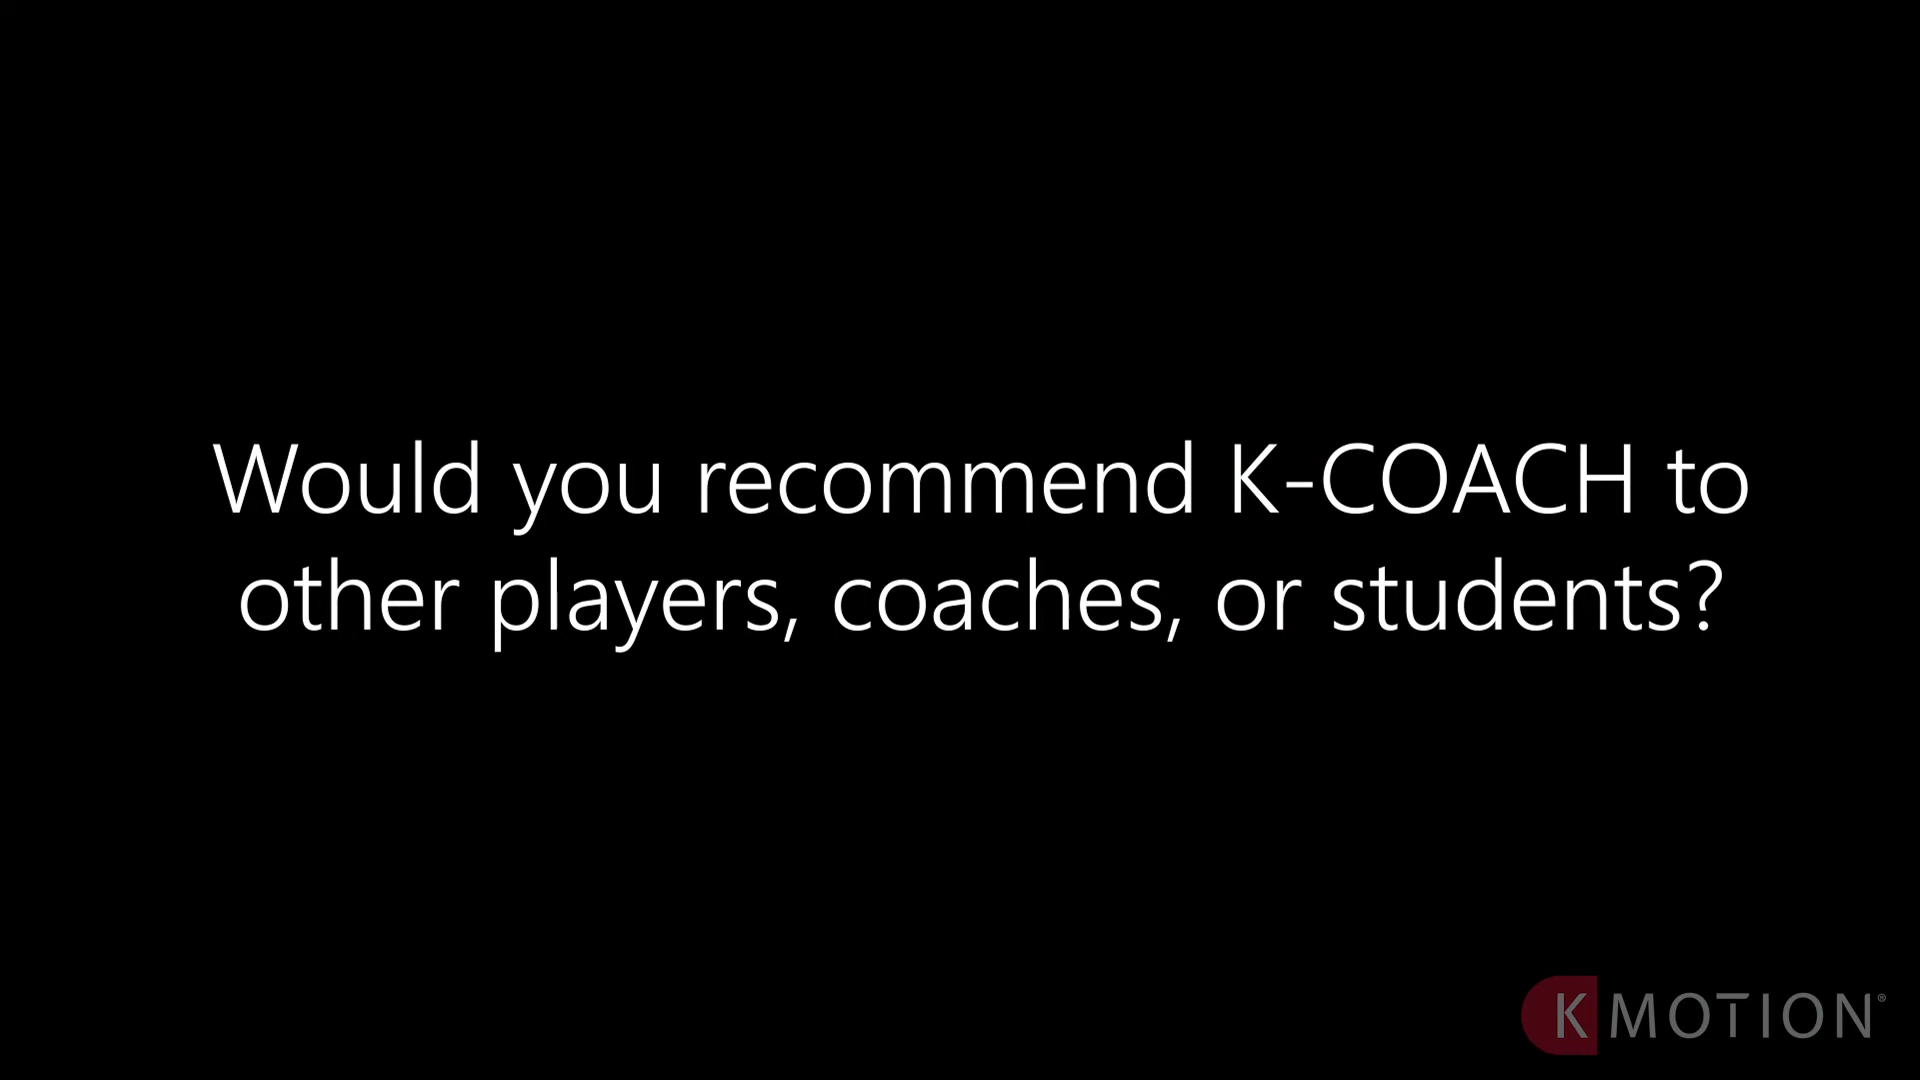 Would you recommend K-COACH to
other players, coaches, or students?
K MOTION®